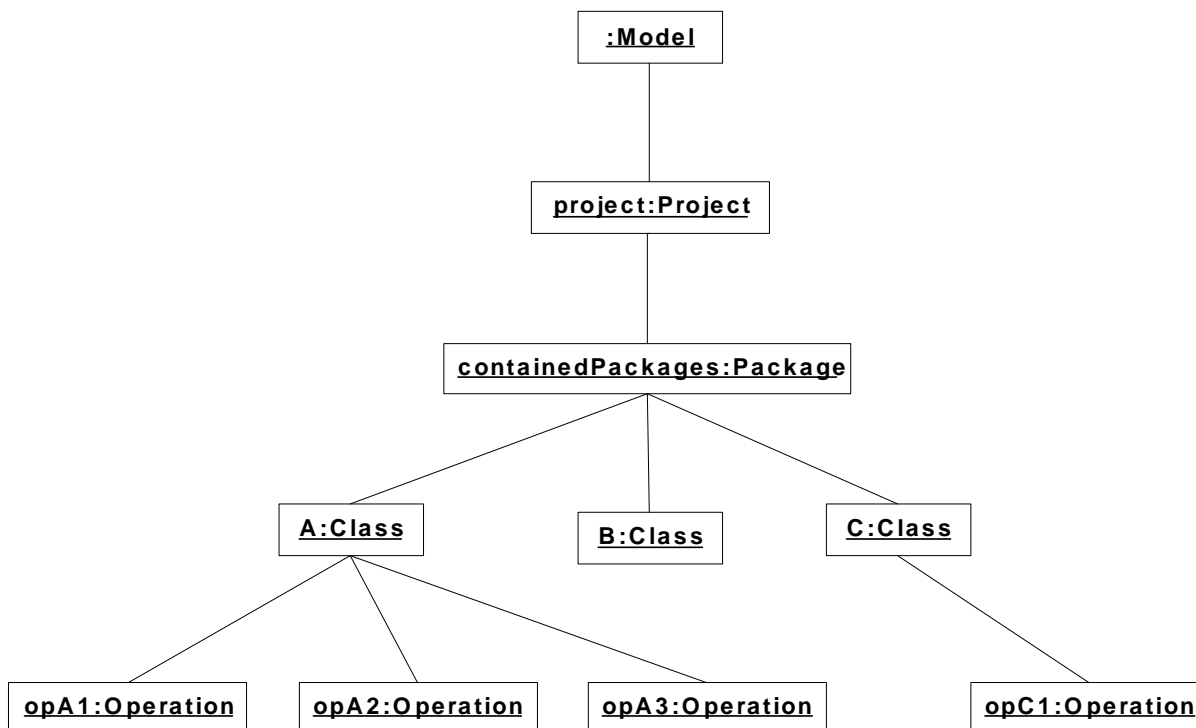 :Model
project:Project
containedPackages:Package
A:Class
B:Class
C:Class
opA1:Operation
opA2:Operation
opA3:Operation
opC1:Operation